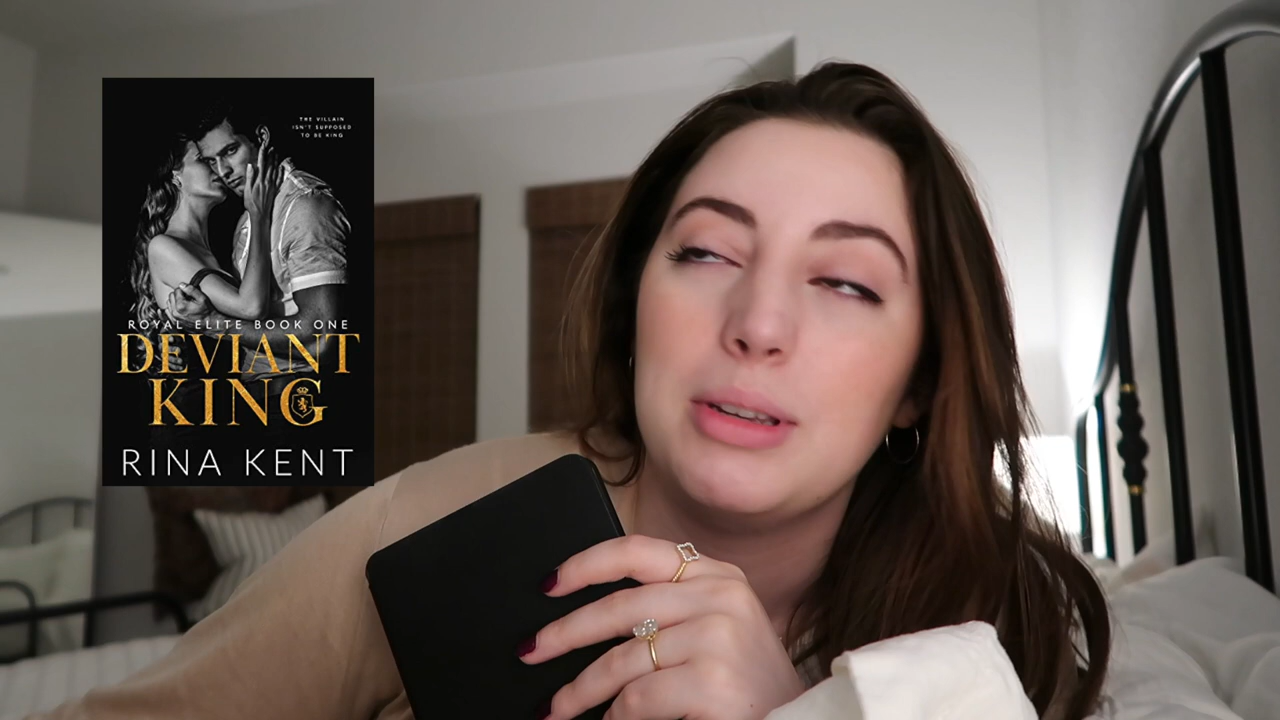 THE VILLAIN
ISN'T SUPPOSED
TO BE KING
ROYAL ELITE BOOK ONE
DEVIANT
KING
RINA KENT